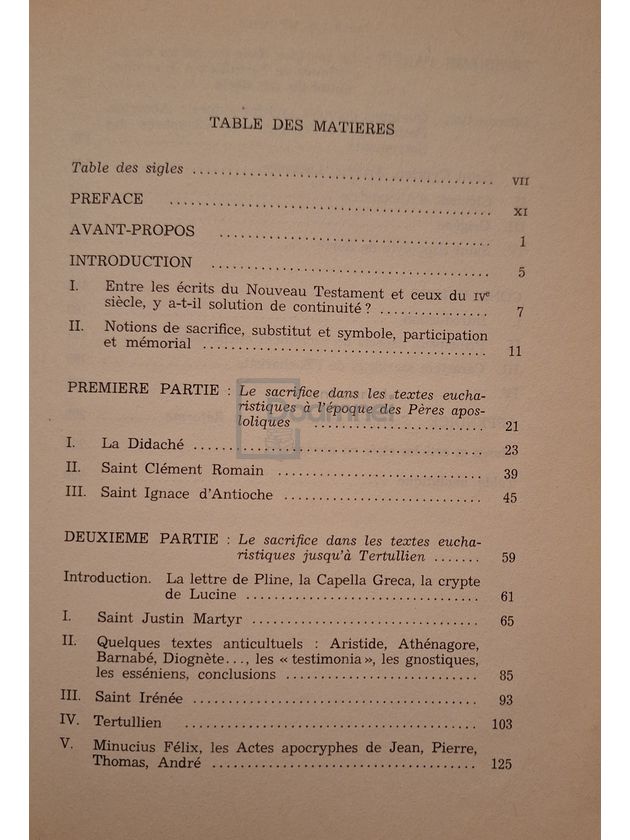 TABLE DES MATIERES
Table des sigles ........................................ VII
PREFACE ........................................ XI
AVANT-PROPOS ........................................ 1
INTRODUCTION ........................................ 5
I. Entre les écrits du Nouveau Testament et ceux du IVe
siècle, y a-t-il solution de continuité ? ............... 7
II. Notions de sacrifice, substitut et symbole, participation
et mémorial ........................................ 11
PREMIERE PARTIE : Le sacrifice dans les textes eucha-
ristiques à l'époque des Pères apos-
loliques ........................ 21
I. La Didaché ........................................ 23
II. Saint Clément Romain ........................... 39
III. Saint Ignace d'Antioche ........................... 45
DEUXIEME PARTIE : Le sacrifice dans les textes eucha-
ristiques jusqu'à Tertullien ....... 59
Introduction. La lettre de Pline, la Capella Greca, la crypte
de Lucine ................................ 61
I. Saint Justin Martyr ................................ 65
II. Quelques textes anticultuels : Aristide, Athénagore,
Barnabé, Diognète..., les « testimonia », les gnostiques,
les esséniens, conclusions ........................ 85
III. Saint Irénée ........................................ 93
IV. Tertullien ........................................ 103
V. Minucius Félix, les Actes apocryphes de Jean, Pierre,
Thomas, André ................................ 125